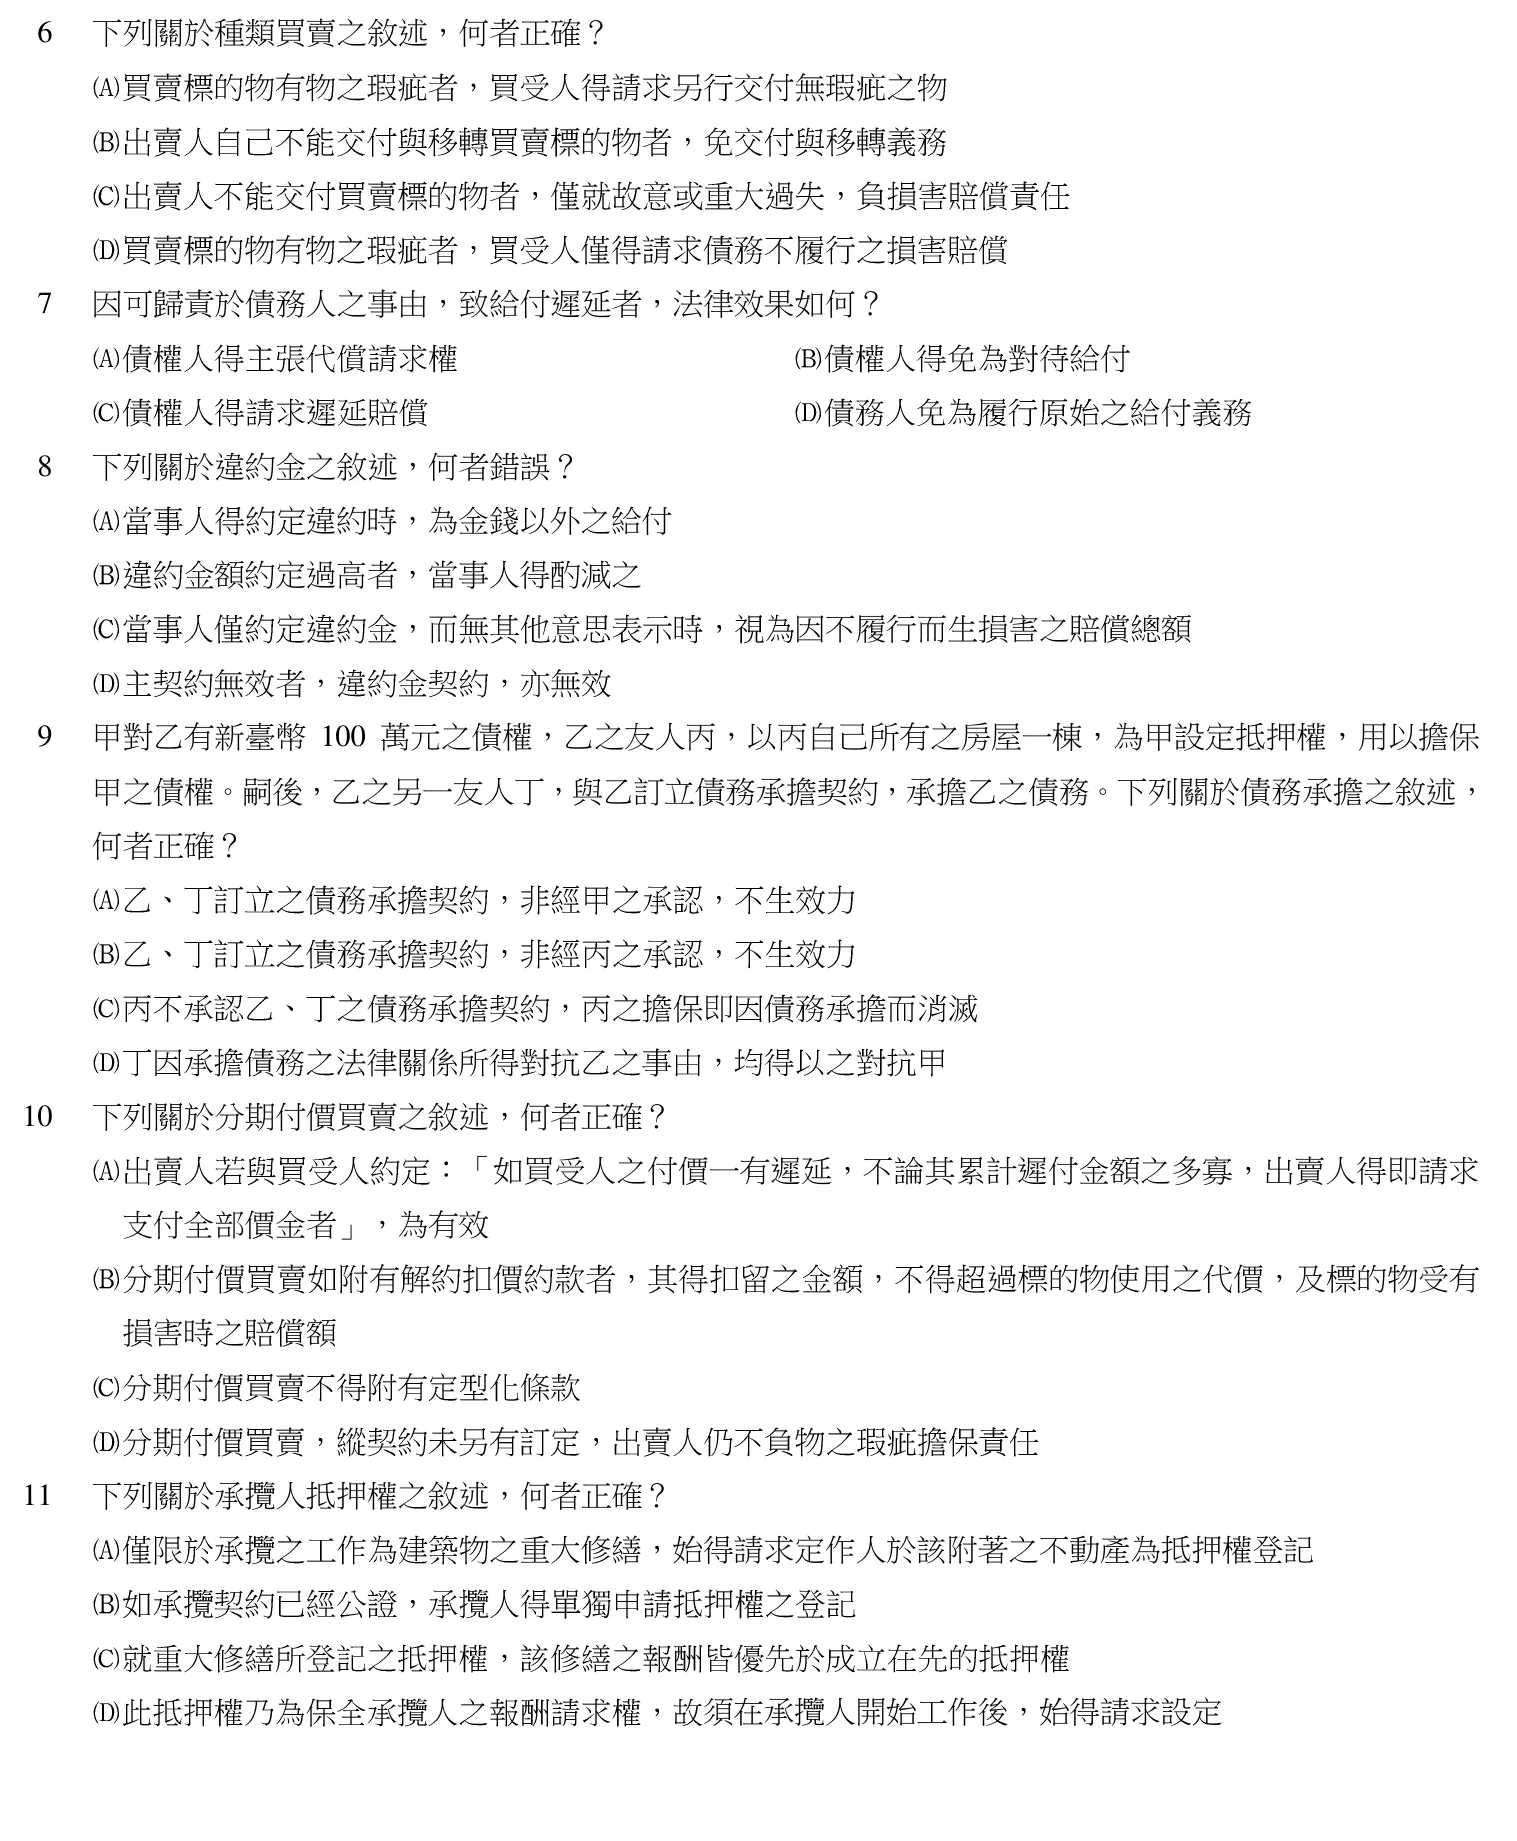 6 下列關於種類買賣之敘述，何者正確？
(A)買賣標的物有物之瑕疵者，買受人得請求另行交付無瑕疵之物
(B)出賣人自己不能交付與移轉買賣標的物者，免交付與移轉義務
(C)出賣人不能交付買賣標的物者，僅就故意或重大過失，負損害賠償責任
(D)買賣標的物有物之瑕疵者，買受人僅得請求債務不履行之損害賠償
7 因可歸責於債務人之事由，致給付遲延者，法律效果如何？
(A)債權人得主張代償請求權 (B)債權人得免為對待給付
(C)債權人得請求遲延賠償 (D)債務人免為履行原始之給付義務
8 下列關於違約金之敘述，何者錯誤？
(A)當事人得約定違約時，為金錢以外之給付
(B)違約金額約定過高者，當事人得酌減之
(C)當事人僅約定違約金，而無其他意思表示時，視為因不履行而生損害之賠償總額
(D)主契約無效者，違約金契約，亦無效
9 甲對乙有新臺幣 100 萬元之債權，乙之友人丙，以丙自己所有之房屋一棟，為甲設定抵押權，用以擔保
甲之債權。嗣後，乙之另一友人丁，與乙訂立債務承擔契約，承擔乙之債務。下列關於債務承擔之敘述，
何者正確？
(A)乙、丁訂立之債務承擔契約，非經甲之承認，不生效力
(B)乙、丁訂立之債務承擔契約，非經丙之承認，不生效力
(C)丙不承認乙、丁之債務承擔契約，丙之擔保即因債務承擔而消滅
(D)丁因承擔債務之法律關係所得對抗乙之事由，均得以之對抗甲
10 下列關於分期付價買賣之敘述，何者正確？
(A)出賣人若與買受人約定：「如買受人之付價一有遲延，不論其累計遲付金額之多寡，出賣人得即請求
支付全部價金者」，為有效
(B)分期付價買賣如附有解約扣價約款者，其得扣留之金額，不得超過標的物使用之代價，及標的物受有
損害時之賠償額
(C)分期付價買賣不得附有定型化條款
(D)分期付價買賣，縱契約未另有訂定，出賣人仍不負物之瑕疵擔保責任
11 下列關於承攬人抵押權之敘述，何者正確？
(A)僅限於承攬之工作為建築物之重大修繕，始得請求定作人於該附著之不動產為抵押權登記
(B)如承攬契約已經公證，承攬人得單獨申請抵押權之登記
(C)就重大修繕所登記之抵押權，該修繕之報酬皆優先於成立在先的抵押權
(D)此抵押權乃為保全承攬人之報酬請求權，故須在承攬人開始工作後，始得請求設定